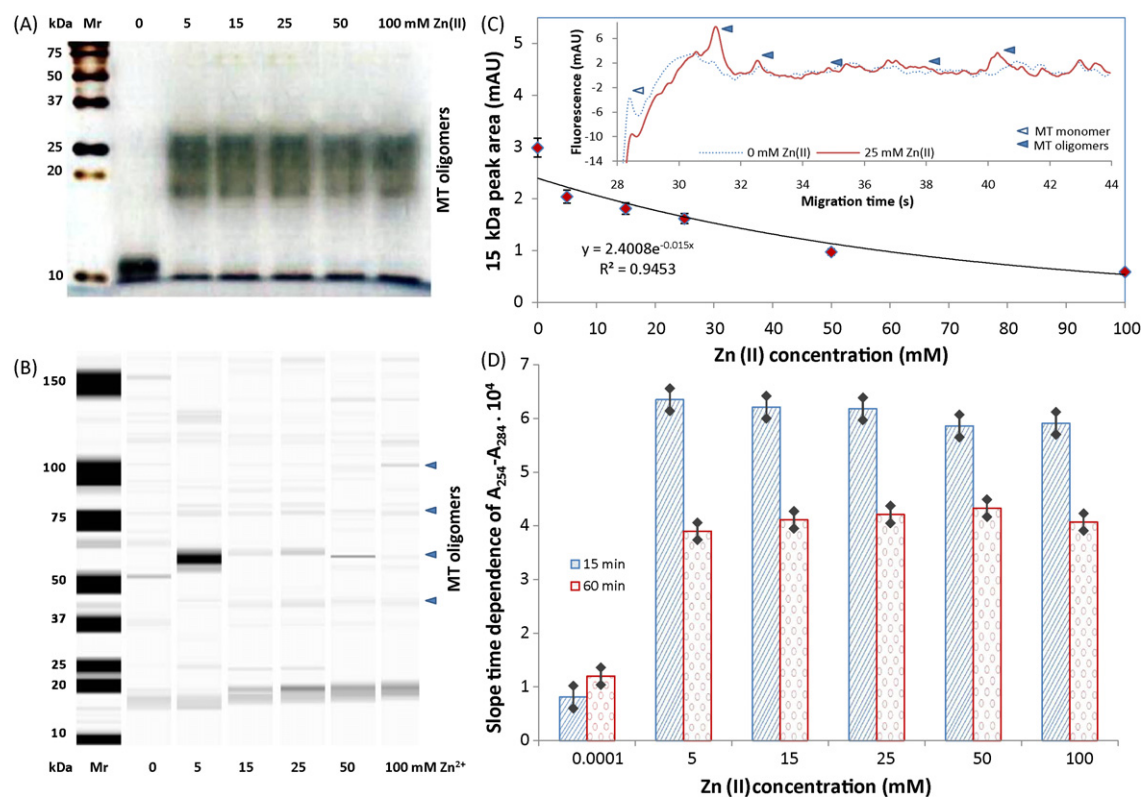 (A)
kDa Mr 0 5 15 25 50 100 mM Zn(II)
75
50
37
25
20
10
MT oligomers
(B)
150
100
75
50
37
25
20
10
MT oligomers
kDa Mr 0 5 15 25 50 100 mM Zn²⁺
(C)
15 kDa peak area (mAU)
5
4
3
2
1
0
Fluorescence (mAU)
6
2
-2
-6
-10
-14
MT monomer
MT oligomers
0 mM Zn(II) 25 mM Zn(II)
28 30 32 34 36 38 40 42 44
Migration time (s)
y = 2.4008e^-0.015x
R² = 0.9453
0 10 20 30 40 50 60 70 80 90 100
Zn (II) concentration (mM)
(D)
Slope time dependence of A₂₅₄-A₂₈₄ · 10⁴
7
6
5
4
3
2
1
0
15 min
60 min
0.0001 5 15 25 50 100
Zn (II)concentration (mM)